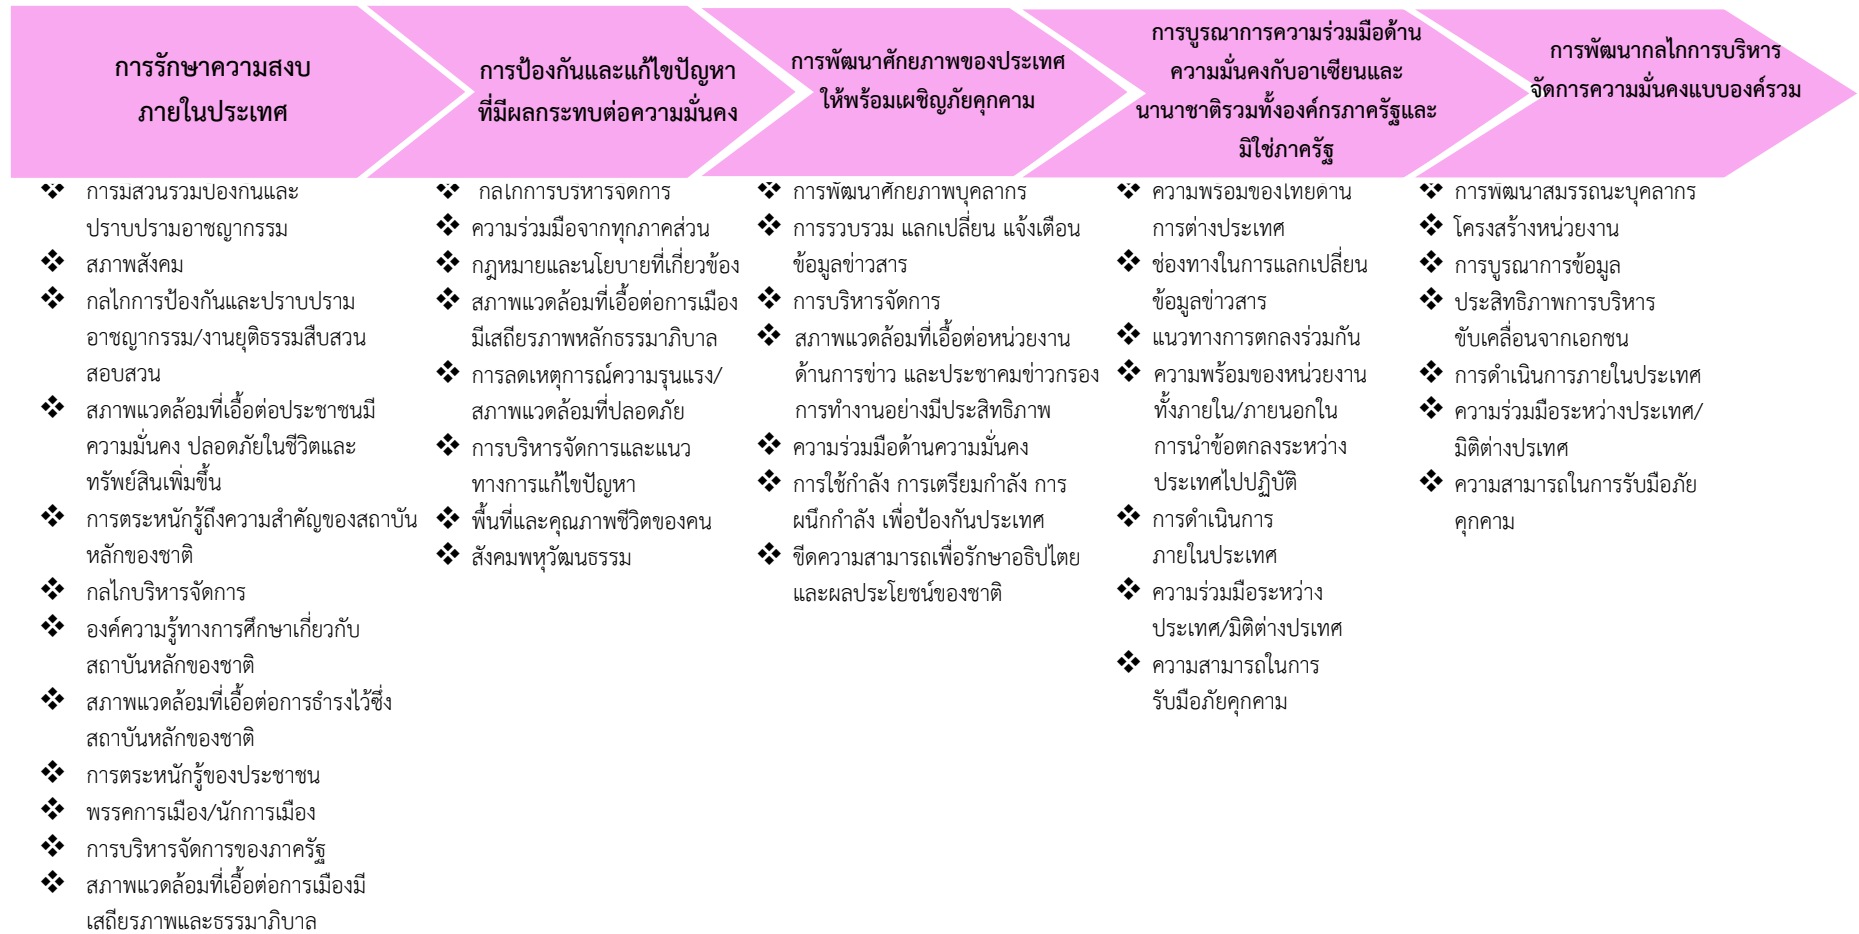 การรักษาความสงบ
ภายในประเทศ
การมีส่วนร่วมป้องกันและ
ปราบปรามอาชญากรรม
สภาพสังคม
กลไกการป้องกันและปราบปราม
อาชญากรรม/งานยุติธรรมสืบสวน
สอบสวน
สภาพแวดล้อมที่เอื้อต่อประชาชนมี
ความมั่นคง ปลอดภัยในชีวิตและ
ทรัพย์สินเพิ่มขึ้น
การตระหนักรู้ถึงความสำคัญของสถาบัน
หลักของชาติ
กลไกบริหารจัดการ
องค์ความรู้ทางการศึกษาเกี่ยวกับ
สถาบันหลักของชาติ
สภาพแวดล้อมที่เอื้อต่อการธำรงไว้ซึ่ง
สถาบันหลักของชาติ
การตระหนักรู้ของประชาชน
พรรคการเมือง/นักการเมือง
การบริหารจัดการของภาครัฐ
สภาพแวดล้อมที่เอื้อต่อการเมืองมี
เสถียรภาพและธรรมาภิบาล
การป้องกันและแก้ไขปัญหา
ที่มีผลกระทบต่อความมั่นคง
กลไกการบริหารจัดการ
ความร่วมมือจากทุกภาคส่วน
กฎหมายและนโยบายที่เกี่ยวข้อง
สภาพแวดล้อมที่เอื้อต่อการเมือง
มีเสถียรภาพหลักธรรมาภิบาล
การลดเหตุการณ์ความรุนแรง/
สภาพแวดล้อมที่ปลอดภัย
การบริหารจัดการและแนว
ทางการแก้ไขปัญหา
พื้นที่และคุณภาพชีวิตของคน
สังคมพหุวัฒนธรรม
การพัฒนาศักยภาพของประเทศ
ให้พร้อมเผชิญภัยคุกคาม
การพัฒนาศักยภาพบุคลากร
การรวบรวม แลกเปลี่ยน แจ้งเตือน
ข้อมูลข่าวสาร
การบริหารจัดการ
สภาพแวดล้อมที่เอื้อต่อหน่วยงาน
ด้านการข่าว และประชาคมข่าวกรอง
การทำงานอย่างมีประสิทธิภาพ
ความร่วมมือด้านความมั่นคง
การใช้กำลัง การเตรียมกำลัง การ
ผนึกกำลัง เพื่อป้องกันประเทศ
ขีดความสามารถเพื่อรักษาอธิปไตย
และผลประโยชน์ของชาติ
การบูรณาการความร่วมมือด้าน
ความมั่นคงกับอาเซียนและ
นานาชาติรวมทั้งองค์กรภาครัฐและ
มิใช่ภาครัฐ
ความพร้อมของไทยด้าน
การต่างประเทศ
ช่องทางในการแลกเปลี่ยน
ข้อมูลข่าวสาร
แนวทางการตกลงร่วมกัน
ความพร้อมของหน่วยงาน
ทั้งภายใน/ภายนอกใน
การนำข้อตกลงระหว่าง
ประเทศไปปฏิบัติ
การดำเนินการ
ภายในประเทศ
ความร่วมมือระหว่าง
ประเทศ/มิติต่างปรเทศ
ความสามารถในการ
รับมือภัยคุกคาม
การพัฒนากลไกการบริหาร
จัดการความมั่นคงแบบองค์รวม
การพัฒนาสมรรถนะบุคลากร
โครงสร้างหน่วยงาน
การบูรณาการข้อมูล
ประสิทธิภาพการบริหาร
ขับเคลื่อนจากเอกชน
การดำเนินการภายในประเทศ
ความร่วมมือระหว่างประเทศ/
มิติต่างปรเทศ
ความสามารถในการรับมือภัย
คุกคาม